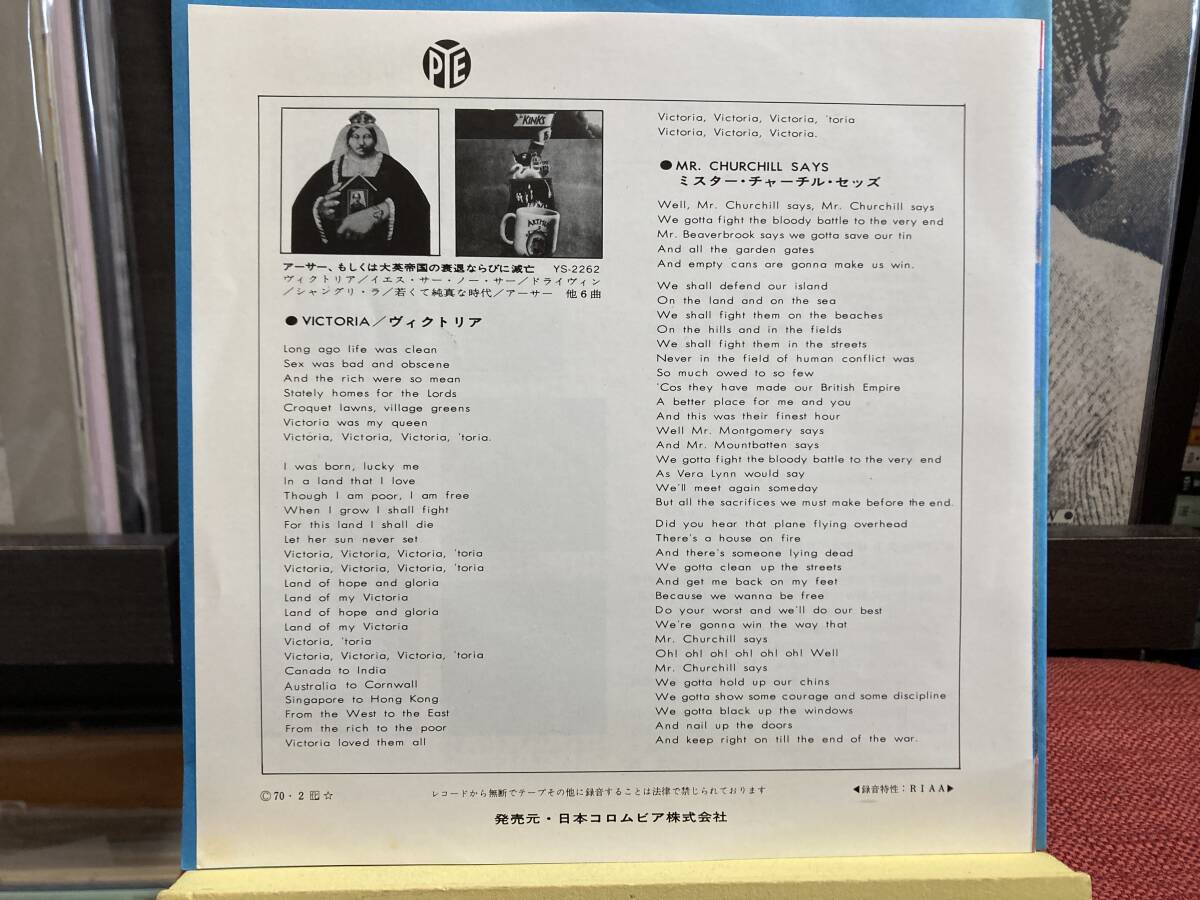 PYE
KINKS
アーサー、もしくは大英帝国の衰退ならびに滅亡 YS-2262
ヴィクトリア/イエス・サー・ノー・サー/ドライヴィン
/シャングリ・ラ/若くて純真な時代/アーサー 他6曲
●VICTORIA/ヴィクトリア
Long ago life was clean
Sex was bad and obscene
And the rich were so mean
Stately homes for the Lords
Croquet lawns, village greens
Victoria was my queen
Victoria, Victoria, Victoria, 'toria.
I was born, lucky me
In a land that I love
Though I am poor, I am free
When I grow I shall fight
For this land I shall die
Let her sun never set
Victoria, Victoria, Victoria, 'toria
Victoria, Victoria, Victoria, 'toria
Land of hope and gloria
Land of my Victoria
Land of hope and gloria
Land of my Victoria
Victoria, 'toria
Victoria, Victoria, Victoria, 'toria
Canada to India
Australia to Cornwall
Singapore to Hong Kong
From the West to the East
From the rich to the poor
Victoria loved them all
Victoria, Victoria, Victoria, 'toria
Victoria, Victoria, Victoria.
●MR. CHURCHILL SAYS
ミスター・チャーチル・セッズ
Well, Mr. Churchill says, Mr. Churchill says
We gotta fight the bloody battle to the very end
Mr. Beaverbrook says we gotta save our tin
And all the garden gates
And empty cans are gonna make us win.
We shall defend our island
On the land and on the sea
We shall fight them on the beaches
On the hills and in the fields
We shall fight them in the streets
Never in the field of human conflict was
So much owed to so few
'Cos they have made our British Empire
A better place for me and you
And this was their finest hour
Well Mr. Montgomery says
And Mr. Mountbatten says
We gotta fight the bloody battle to the very end
As Vera Lynn would say
We'll meet again someday
But all the sacrifices we must make before the end.
Did you hear that plane flying overhead
There's a house on fire
And there's someone lying dead
We gotta clean up the streets
And get me back on my feet
Because we wanna be free
Do your worst and we'll do our best
We're gonna win the way that
Mr. Churchill says
Oh! oh! oh! oh! oh! oh! Well
Mr. Churchill says
We gotta hold up our chins
We gotta show some courage and some discipline
We gotta black up the windows
And nail up the doors
And keep right on till the end of the war.
Ⓒ70・2 ☆
レコードから無断でテープその他に録音することは法律で禁じられております
◀録音特性:RIAA▶
発売元・日本コロムビア株式会社